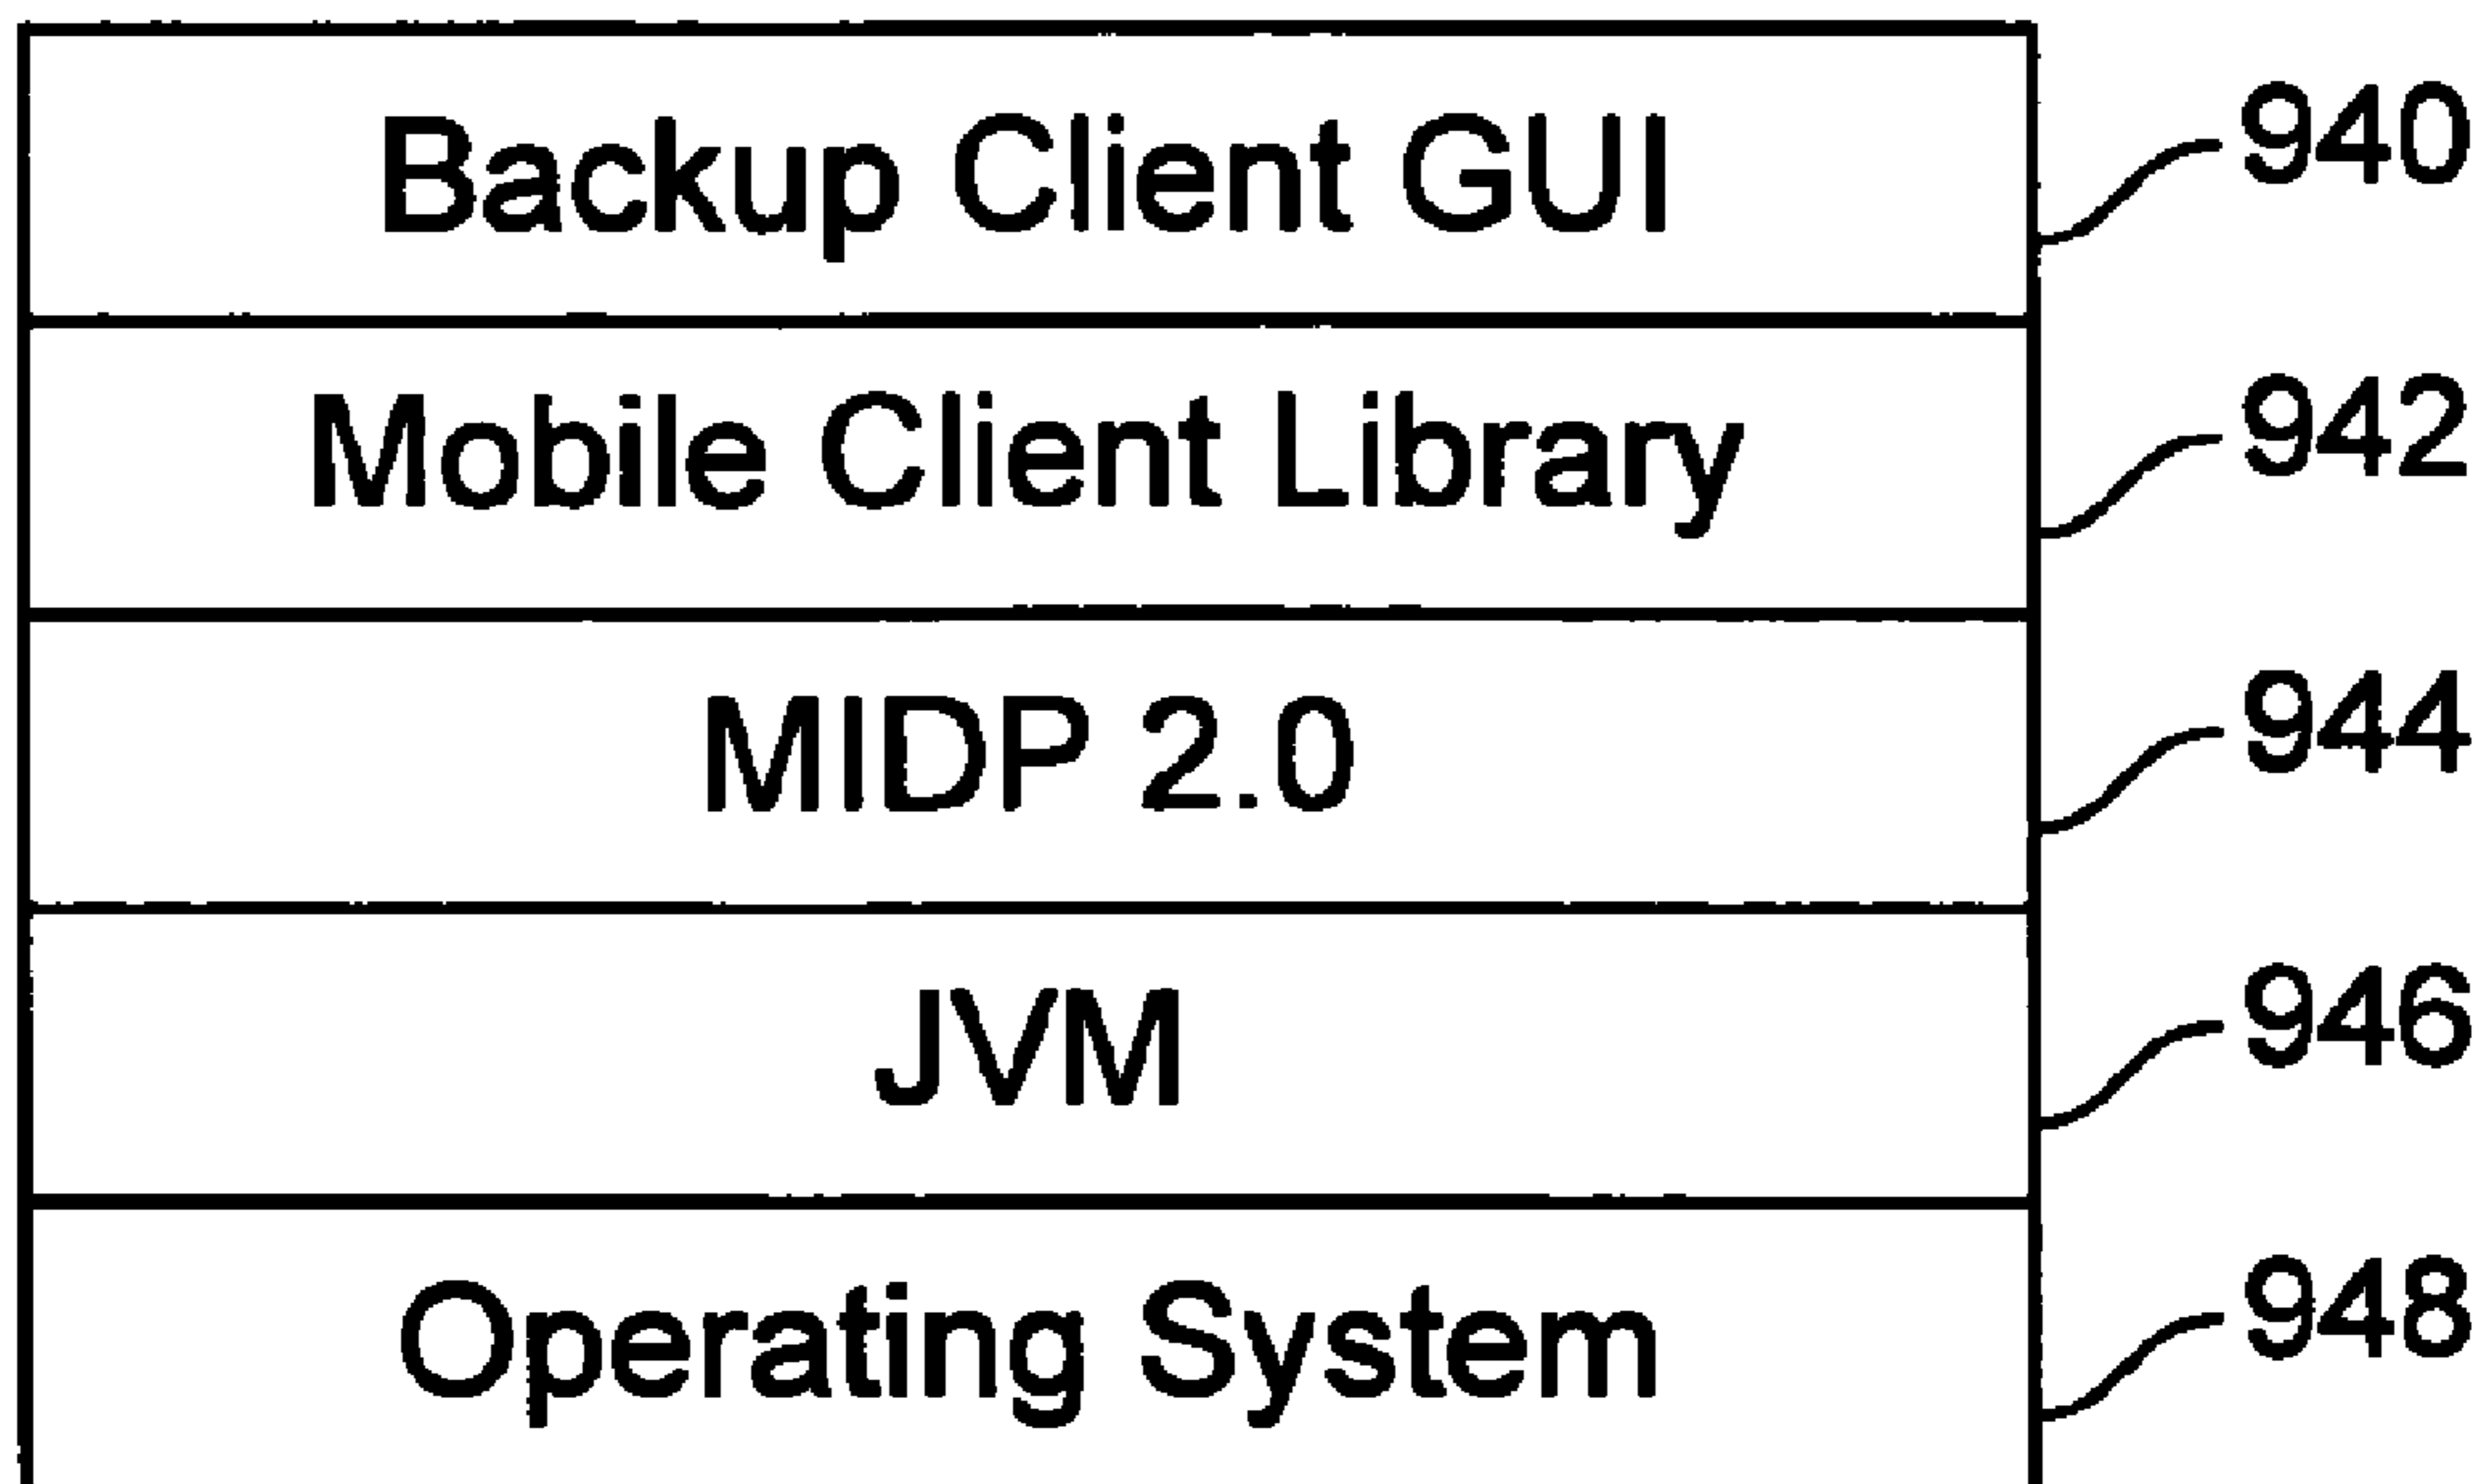 Backup Client GUI 940
Mobile Client Library 942
MIDP 2.0 944
JVM 946
Operating System 948